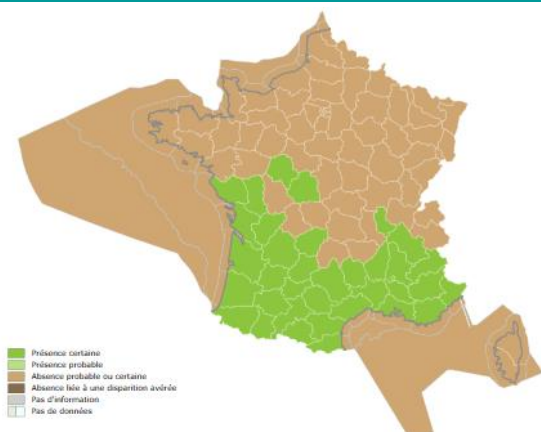 Présence certaine
Présence probable
Absence probable ou certaine
Absence liée à une disparition avérée
Pas d'information
Pas de données